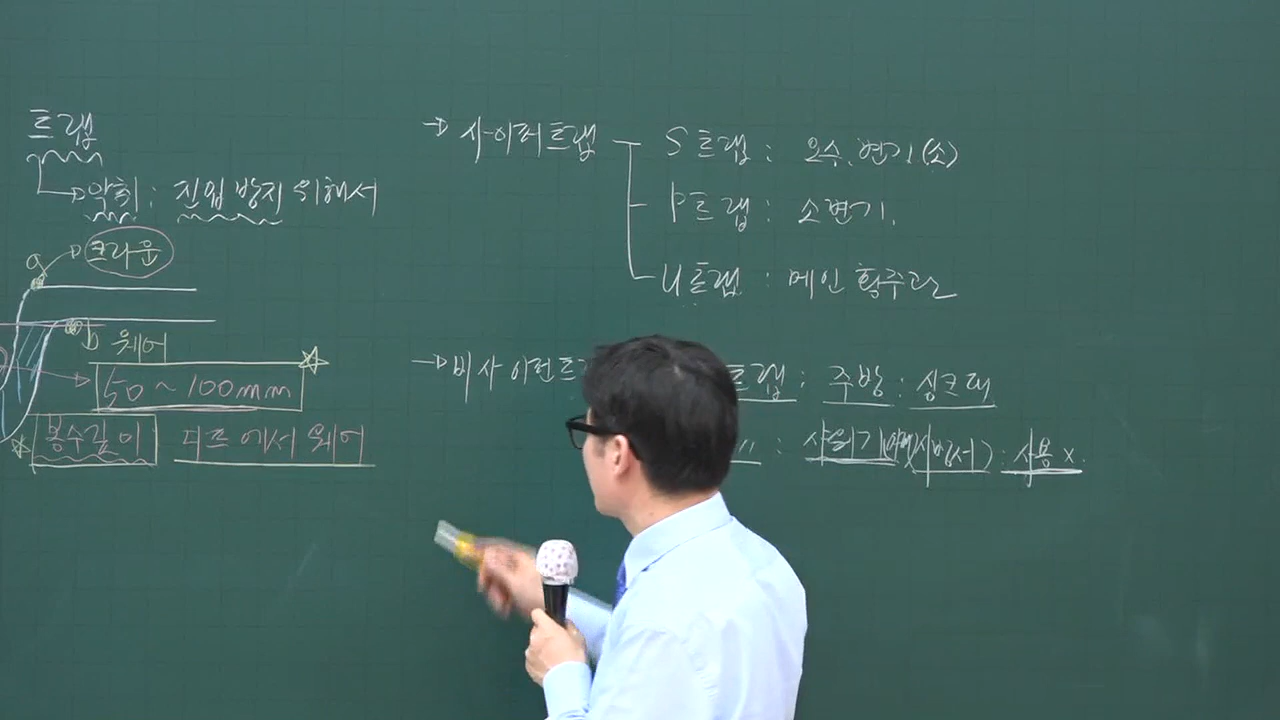 트랩
악취 : 진입 방지 위해서
a 크라운
b 웨어
50~100mm
봉수깊이 디프에서 웨어
사이퍼트랩
S트랩 : 오수, 변기(소)
P트랩 : 소변기.
U트랩 : 메인 횡주관
비사이펀트
트랩 : 주방 : 싱크대
〃 : 샤워기 : 사용 x.